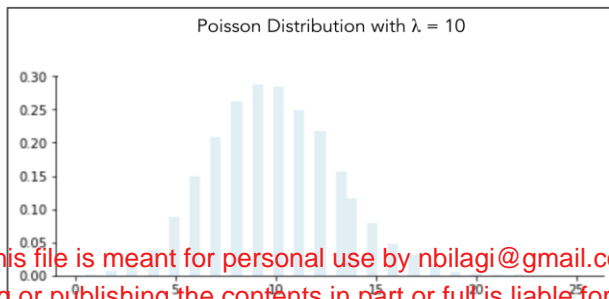 Poisson Distribution with λ = 10
0.30
0.25
0.20
0.15
0.10
0.05
his file is meant for personal use by nbilagi@gmail.c
0.00
0 5 10 15 20 25
g or publishing the contents in part or full is liable fo